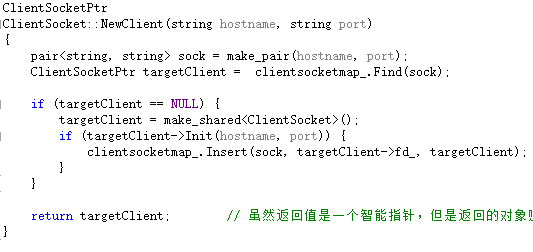 ClientSocketPtr
ClientSocket::NewClient(string hostname, string port)
{
    pair<string, string> sock = make_pair(hostname, port);
    ClientSocketPtr targetClient =  clientsocketmap_.Find(sock);

    if (targetClient == NULL) {
        targetClient = make_shared<ClientSocket>();
        if (targetClient->Init(hostname, port)) {
            clientsocketmap_.Insert(sock, targetClient->fd_, targetClient);
        }
    }

    return targetClient;        // 虽然返回值是一个智能指针，但是返回的对象!
}